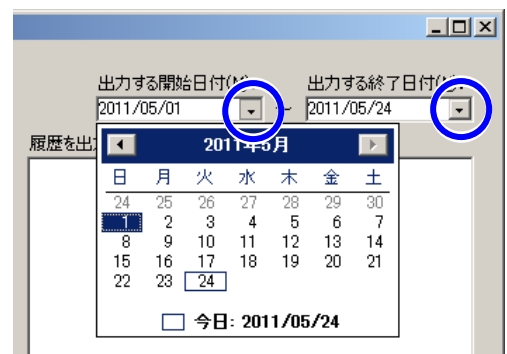 出力する開始日付(M):
出力する終了日付(N):
2011/05/01
～
2011/05/24
履歴を出
2011年5月
日 月 火 水 木 金 土
24 25 26 27 28 29 30
1 2 3 4 5 6 7
8 9 10 11 12 13 14
15 16 17 18 19 20 21
22 23 24
今日: 2011/05/24